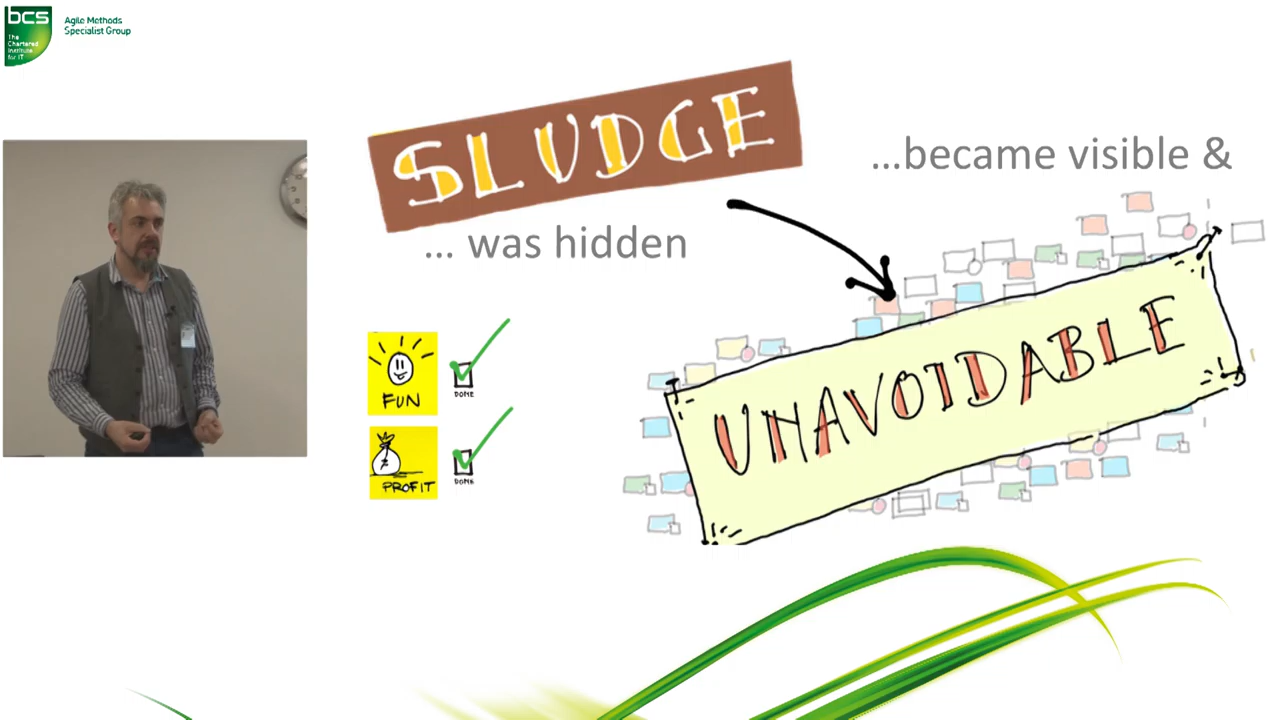 bcs
The
Chartered
Institute
for IT
Agile Methods
Specialist Group
SLUDGE
... was hidden
...became visible &
UNAVOIDABLE
FUN
DONE
PROFIT
DONE